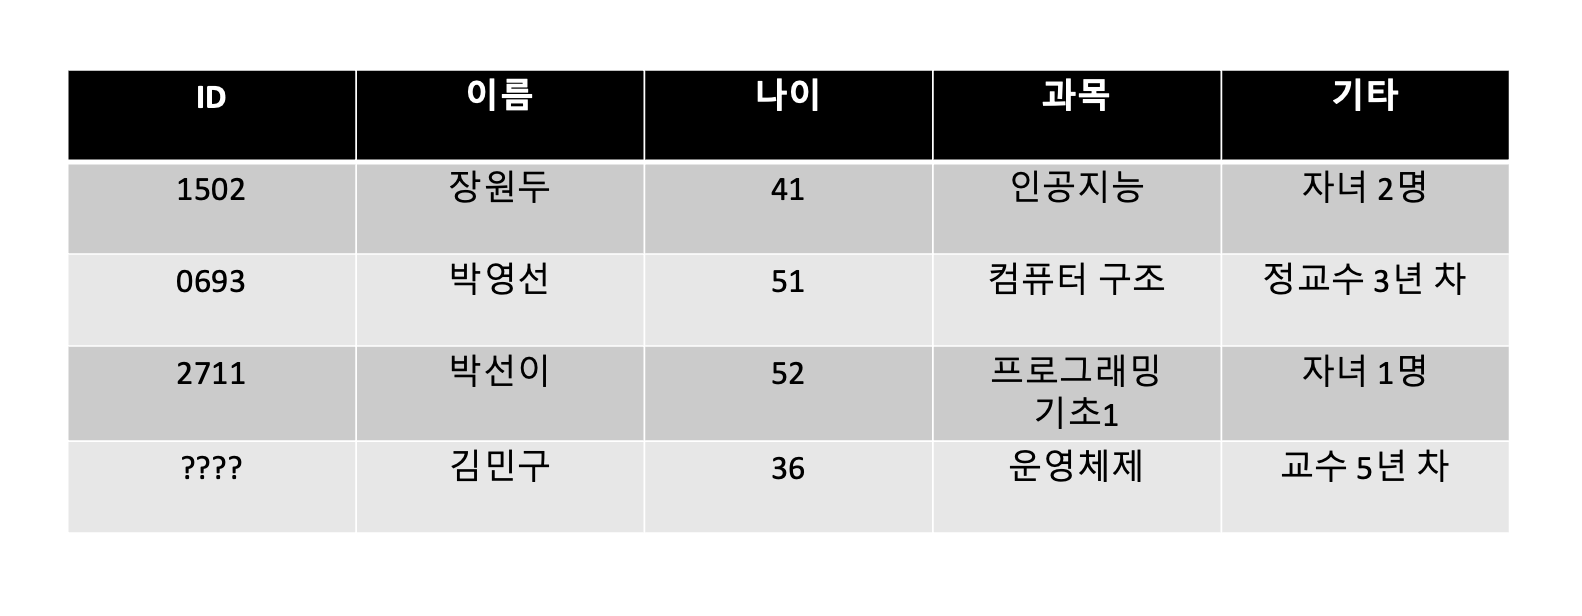 ID 이름 나이 과목 기타
1502 장원두 41 인공지능 자녀 2명
0693 박영선 51 컴퓨터 구조 정교수 3년 차
2711 박선이 52 프로그래밍 자녀 1명
기초1
???? 김민구 36 운영체제 교수 5년 차